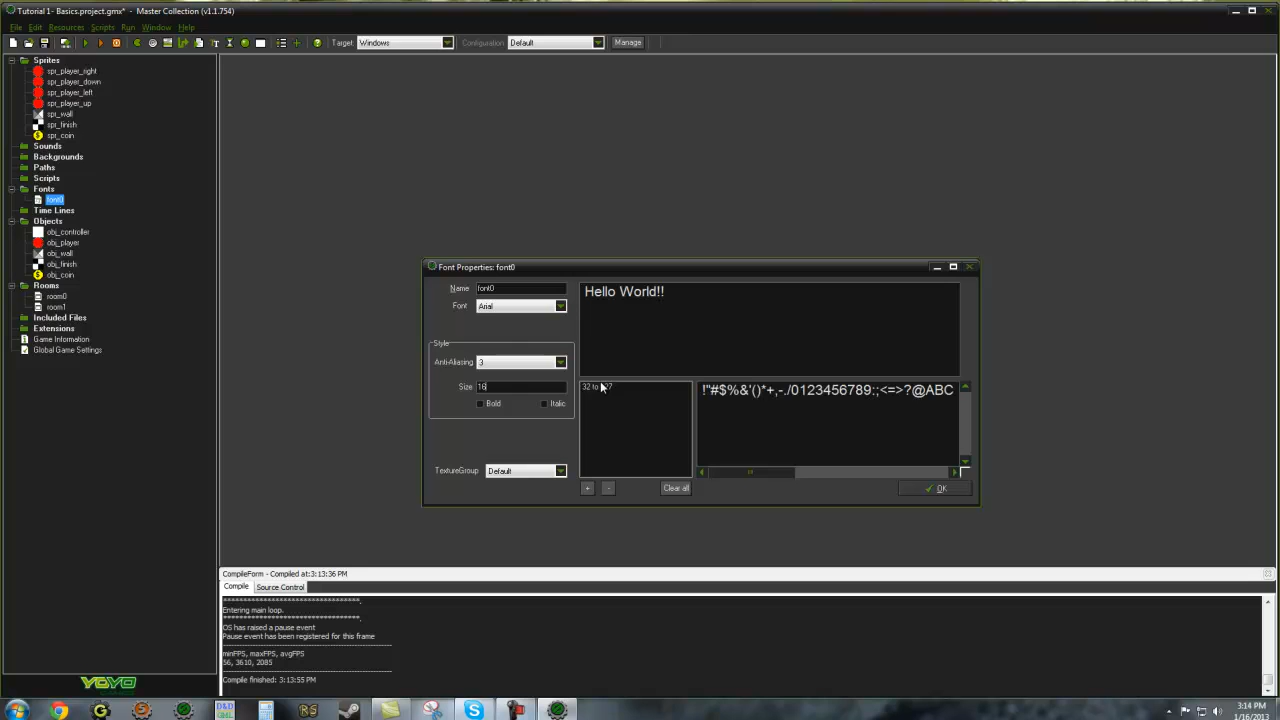 Tutorial 1- Basics.project.gmx* - Master Collection (v1.1.754)
File Edit Resources Scripts Run Window Help
Target: Windows Configuration: Default Manage
Sprites
spr_player_right
spr_player_down
spr_player_left
spr_player_up
spr_wall
spr_finish
spr_coin
Sounds
Backgrounds
Paths
Scripts
Fonts
font0
Time Lines
Objects
obj_controller
obj_player
obj_wall
obj_finish
obj_coin
Rooms
room0
room1
Included Files
Extensions
Game Information
Global Game Settings
Font Properties: font0
Name font0
Font Arial
Style
Anti-Aliasing 3
Size 16
Bold Italic
TextureGroup Default
Hello World!!
32 to
!"#$%&'()*+,-./0123456789:;<=>?@ABC
+ - Clear all
OK
CompileForm - Compiled at:3:13:36 PM
Compile Source Control
***********************************.
Entering main loop.
***********************************.
OS has raised a pause event
Pause event has been registered for this frame
minFPS, maxFPS, avgFPS
56, 3610, 2085
Compile finished: 3:13:55 PM
YOYO
GAMES
D&D
GML
RS
3:14 PM
1/16/2013